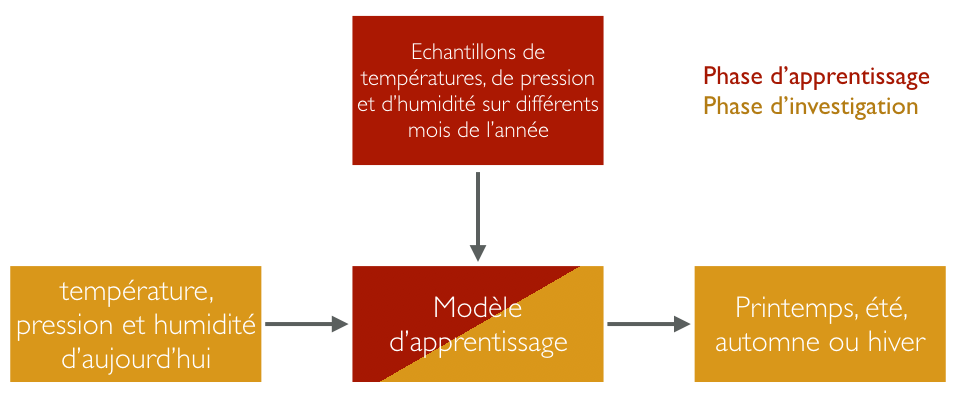 Echantillons de
températures, de pression
et d'humidité sur différents
mois de l'année
Phase d'apprentissage
Phase d'investigation
température,
pression et humidité
d'aujourd'hui
Modèle
d'apprentissage
Printemps, été,
automne ou hiver